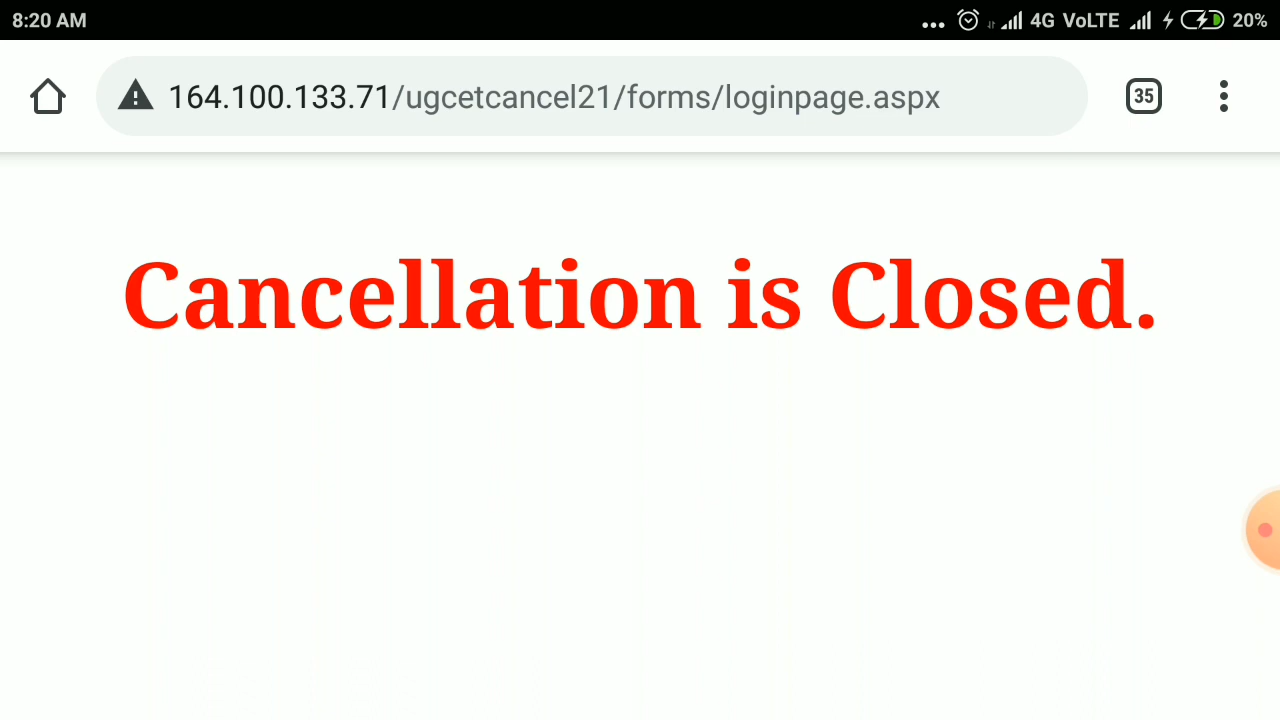 8:20 AM
4G VoLTE
20%
164.100.133.71/ugcetcancel21/forms/loginpage.aspx
35
Cancellation is Closed.